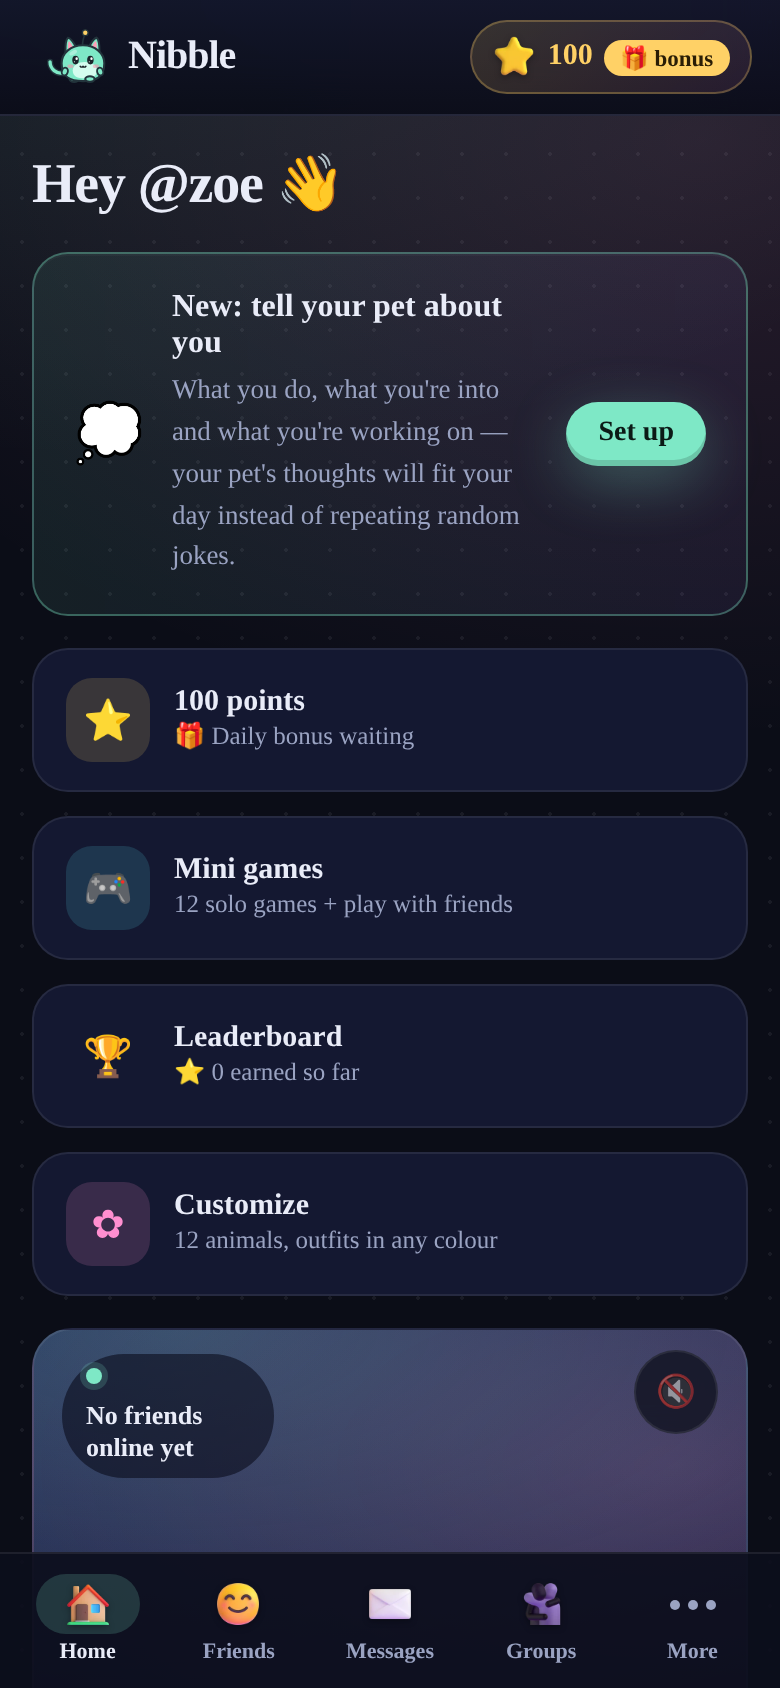 Nibble
100
bonus
Hey @zoe
New: tell your pet about
you
What you do, what you're into
and what you're working on —
your pet's thoughts will fit your
day instead of repeating random
jokes.
Set up
100 points
Daily bonus waiting
Mini games
12 solo games + play with friends
Leaderboard
0 earned so far
Customize
12 animals, outfits in any colour
No friends
online yet
Home
Friends
Messages
Groups
More